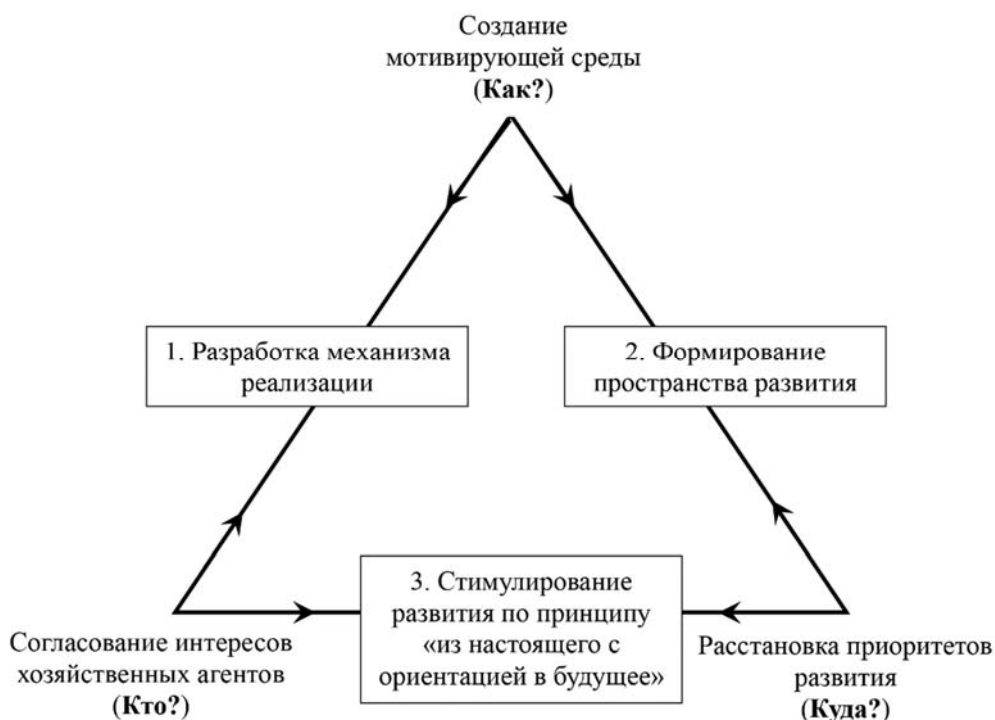 Создание
мотивирующей среды
(Как?)
1. Разработка механизма
реализации
2. Формирование
пространства развития
3. Стимулирование
развития по принципу
«из настоящего с
ориентацией в будущее»
Согласование интересов
хозяйственных агентов
(Кто?)
Расстановка приоритетов
развития
(Куда?)